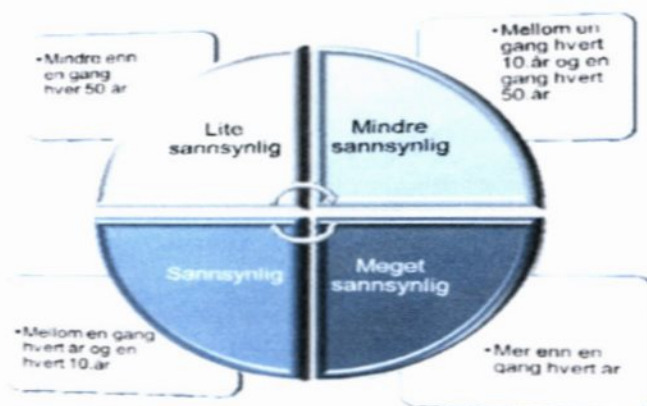 •Mindre enn
en gang
hver 50 år
•Mellom en
gang hvert
10.år og en
gang hvert
50.år
Lite
sannsynlig
Mindre
sannsynlig
Sannsynlig
Meget
sannsynlig
•Mellom en gang
hvert år og en
hvert 10.år
•Mer enn en
gang hvert år